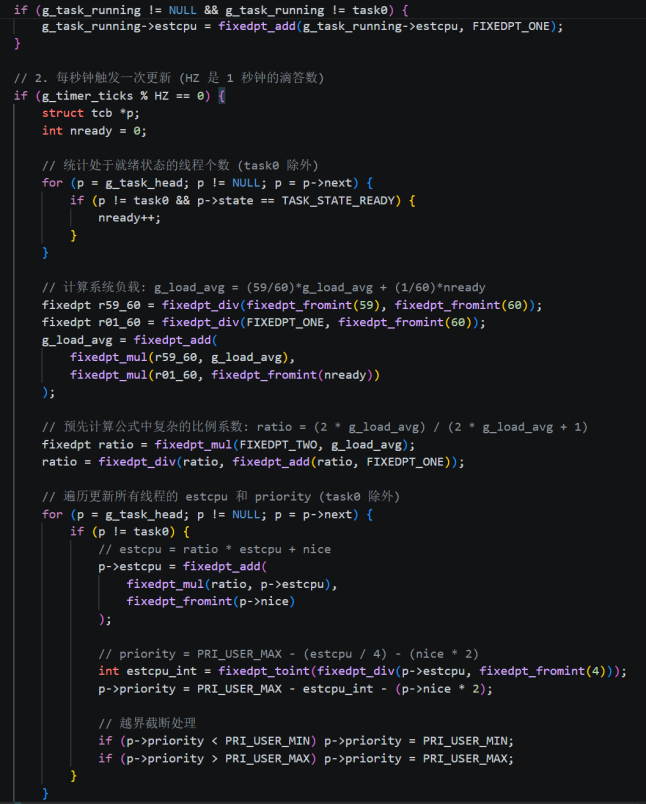 if (g_task_running != NULL && g_task_running != task0) {
    g_task_running->estcpu = fixedpt_add(g_task_running->estcpu, FIXEDPT_ONE);
}
// 2. 每秒钟触发一次更新 (HZ 是 1 秒钟的滴答数)
if (g_timer_ticks % HZ == 0) {
    struct tcb *p;
    int nready = 0;
    // 统计处于就绪状态的线程个数 (task0 除外)
    for (p = g_task_head; p != NULL; p = p->next) {
        if (p != task0 && p->state == TASK_STATE_READY) {
            nready++;
        }
    }
    // 计算系统负载: g_load_avg = (59/60)*g_load_avg + (1/60)*nready
    fixedpt r59_60 = fixedpt_div(fixedpt_fromint(59), fixedpt_fromint(60));
    fixedpt r01_60 = fixedpt_div(FIXEDPT_ONE, fixedpt_fromint(60));
    g_load_avg = fixedpt_add(
        fixedpt_mul(r59_60, g_load_avg),
        fixedpt_mul(r01_60, fixedpt_fromint(nready))
    );
    // 预先计算公式中复杂的比例系数: ratio = (2 * g_load_avg) / (2 * g_load_avg + 1)
    fixedpt ratio = fixedpt_mul(FIXEDPT_TWO, g_load_avg);
    ratio = fixedpt_div(ratio, fixedpt_add(ratio, FIXEDPT_ONE));
    // 遍历更新所有线程的 estcpu 和 priority (task0 除外)
    for (p = g_task_head; p != NULL; p = p->next) {
        if (p != task0) {
            // estcpu = ratio * estcpu + nice
            p->estcpu = fixedpt_add(
                fixedpt_mul(ratio, p->estcpu),
                fixedpt_fromint(p->nice)
            );
            // priority = PRI_USER_MAX - (estcpu / 4) - (nice * 2)
            int estcpu_int = fixedpt_toint(fixedpt_div(p->estcpu, fixedpt_fromint(4)));
            p->priority = PRI_USER_MAX - estcpu_int - (p->nice * 2);
            // 越界截断处理
            if (p->priority < PRI_USER_MIN) p->priority = PRI_USER_MIN;
            if (p->priority > PRI_USER_MAX) p->priority = PRI_USER_MAX;
        }
    }